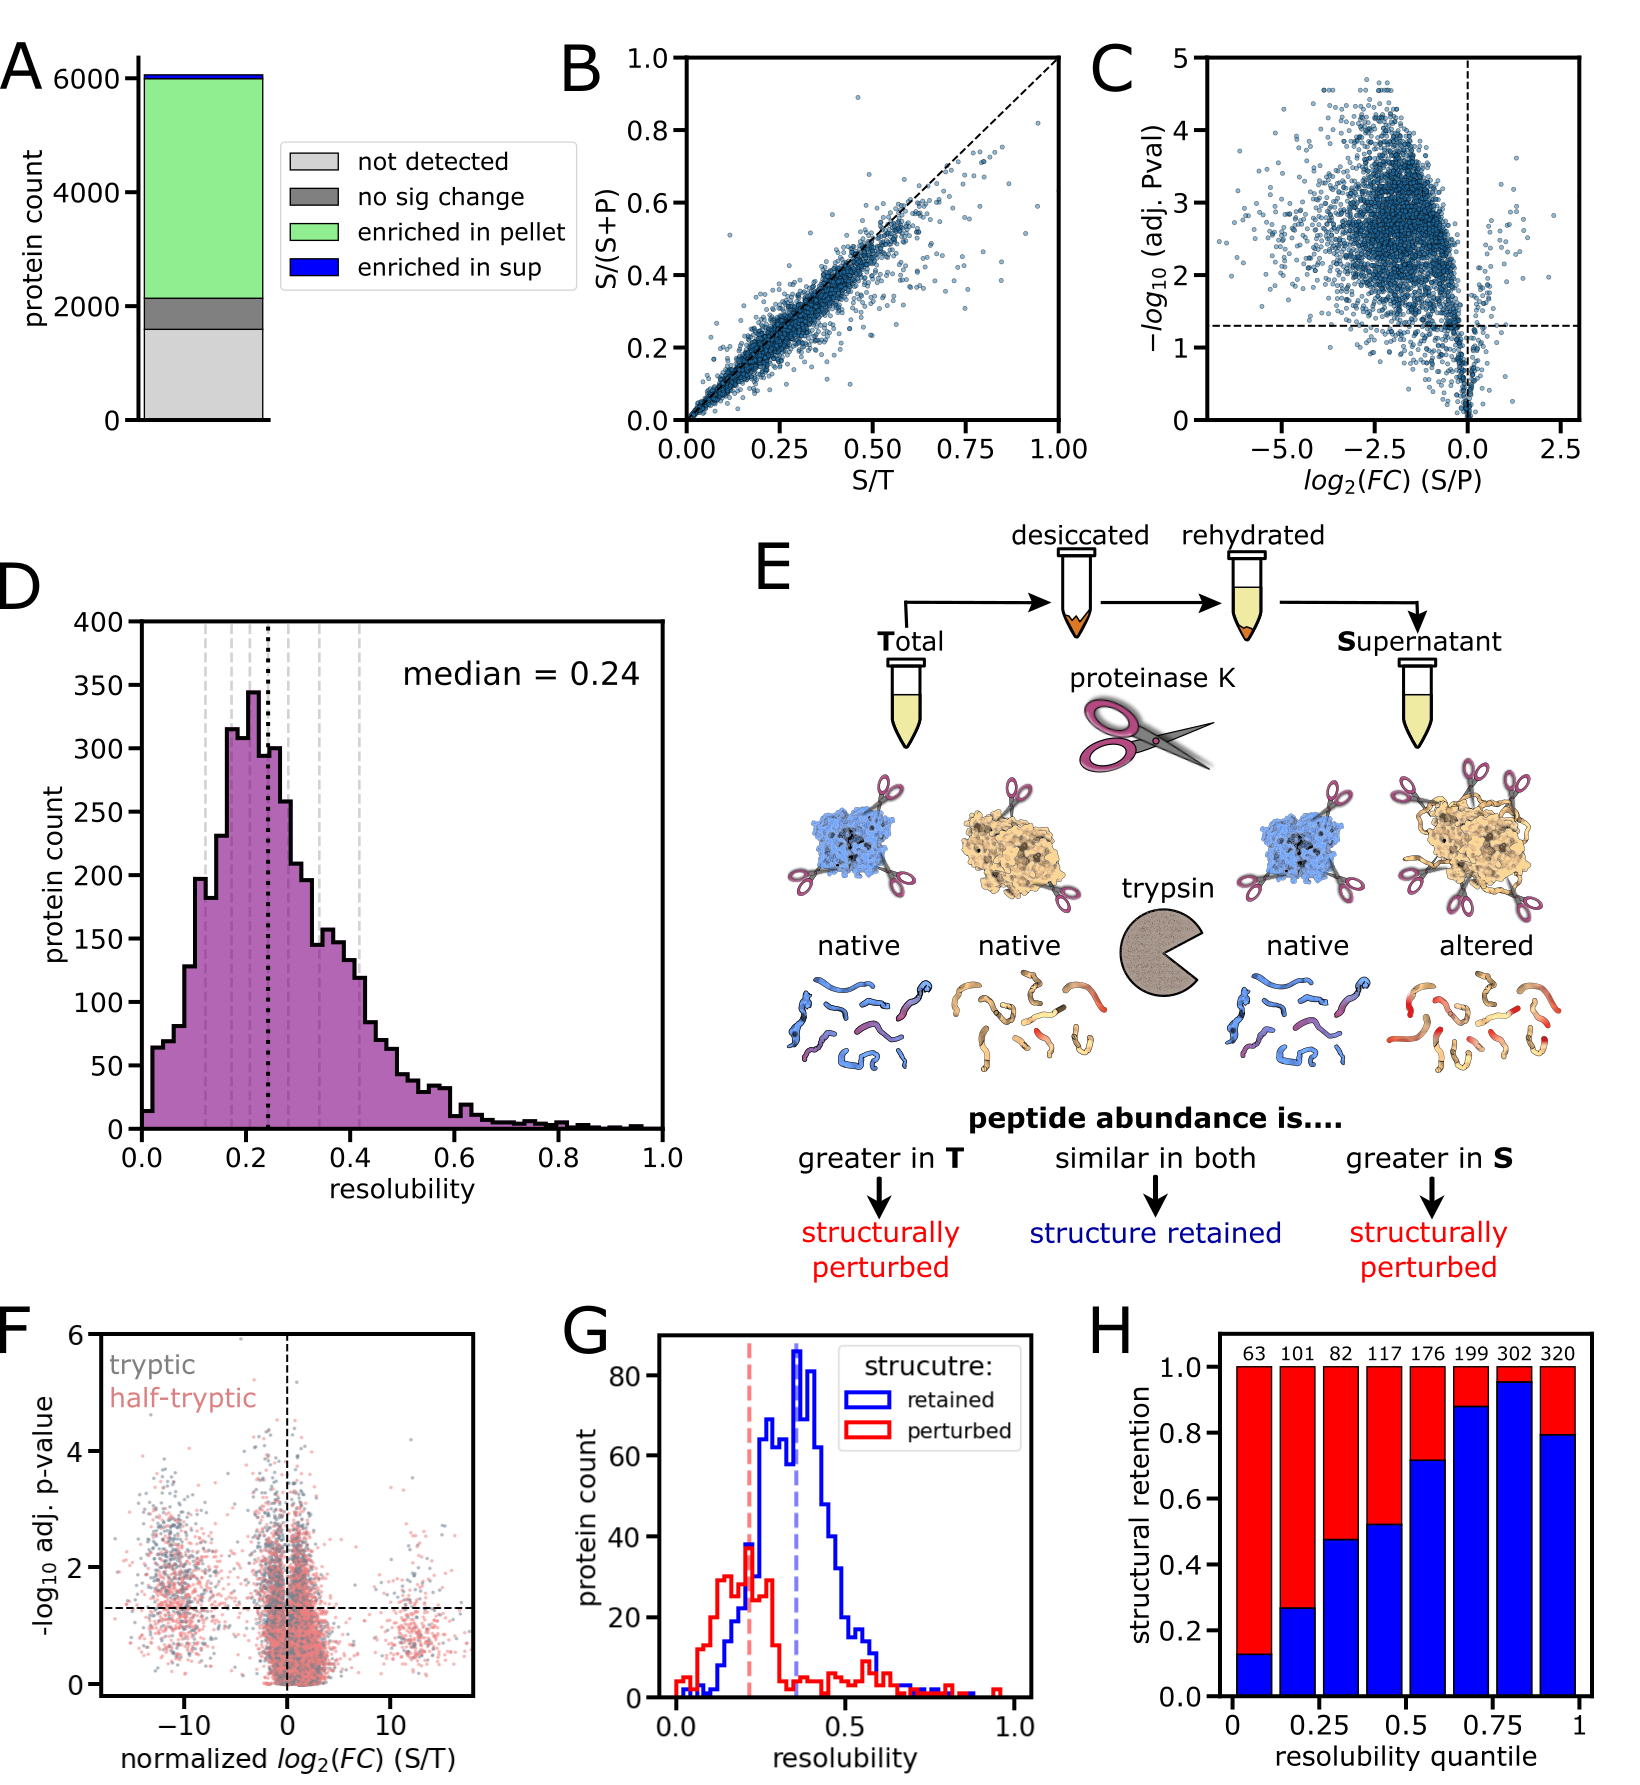 A
6000
4000
2000
0
protein count
not detected
no sig change
enriched in pellet
enriched in sup
B
1.0
0.8
0.6
0.4
0.2
0.0
S/(S+P)
0.00 0.25 0.50 0.75 1.00
S/T
C
5
4
3
2
1
0
−log10 (adj. Pval)
−5.0 −2.5 0.0 2.5
log2(FC) (S/P)
D
400
350
300
250
200
150
100
50
0
protein count
median = 0.24
0.0 0.2 0.4 0.6 0.8 1.0
resolubility
E
desiccated rehydrated
Total
Supernatant
proteinase K
trypsin
native native native altered
peptide abundance is....
greater in T similar in both greater in S
structurally perturbed
structure retained
structurally perturbed
F
6
4
2
0
-log10 adj. p-value
tryptic
half-tryptic
−10 0 10
normalized log2(FC) (S/T)
G
80
60
40
20
0
protein count
strucutre:
retained
perturbed
0.0 0.5 1.0
resolubility
H
63 101 82 117 176 199 302 320
1.0
0.8
0.6
0.4
0.2
0.0
structural retention
0 0.25 0.5 0.75 1
resolubility quantile